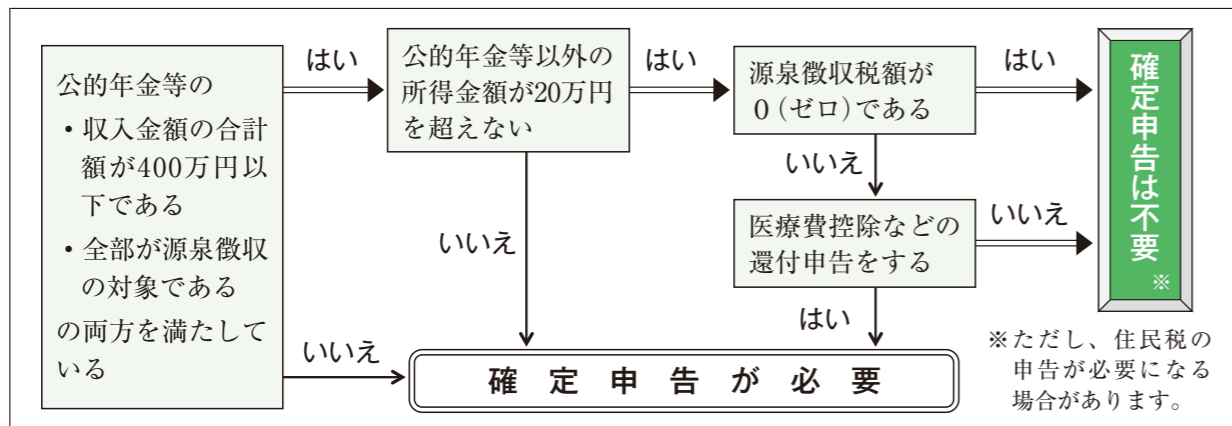 公的年金等の
・収入金額の合計
額が400万円以
下である
・全部が源泉徴収
の対象である
の両方を満たして
いる
はい
公的年金等以外の
所得金額が20万円
を超えない
はい
源泉徴収税額が
0（ゼロ）である
はい
確定申告は不要
※
いいえ
医療費控除などの
還付申告をする
いいえ
いいえ
はい
いいえ
確定申告が必要
※ただし、住民税の
申告が必要になる
場合があります。